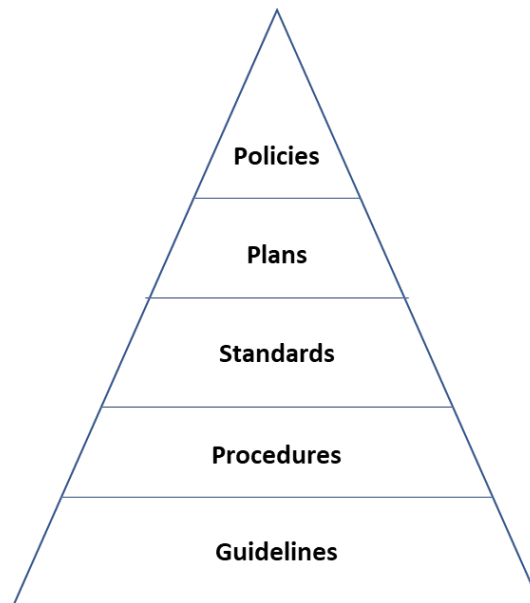 Policies
Plans
Standards
Procedures
Guidelines